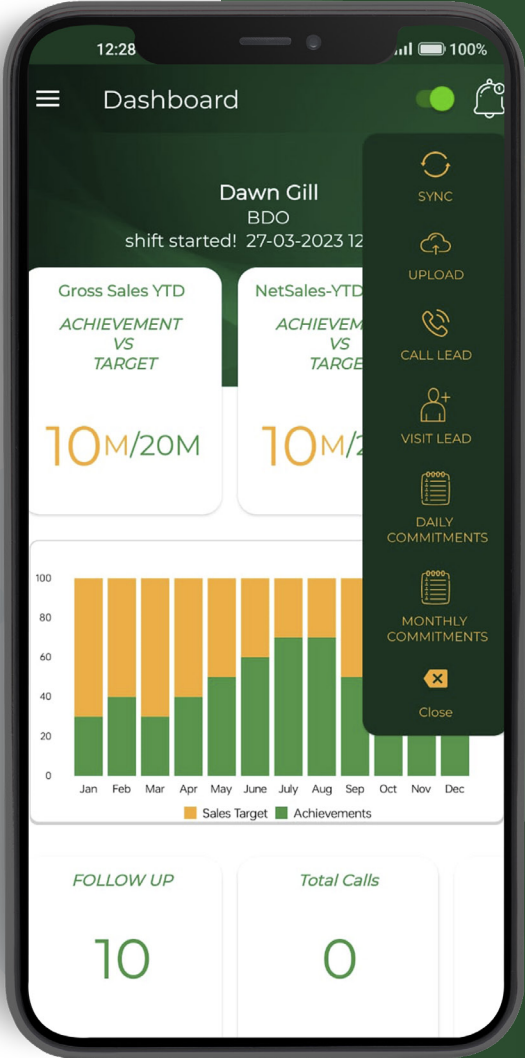 12:28
100%
Dashboard
Dawn Gill
BDO
shift started! 27-03-2023 12
Gross Sales YTD
ACHIEVEMENT
VS
TARGET
10M/20M
NetSales-YTD
VS
10M/2
SYNC
UPLOAD
CALL LEAD
VISIT LEAD
DAILY
COMMITMENTS
MONTHLY
COMMITMENTS
Close
100
80
60
40
20
0
Jan Feb Mar Apr May June July Aug Sep Oct Nov Dec
Sales Target Achievements
FOLLOW UP
10
Total Calls
0